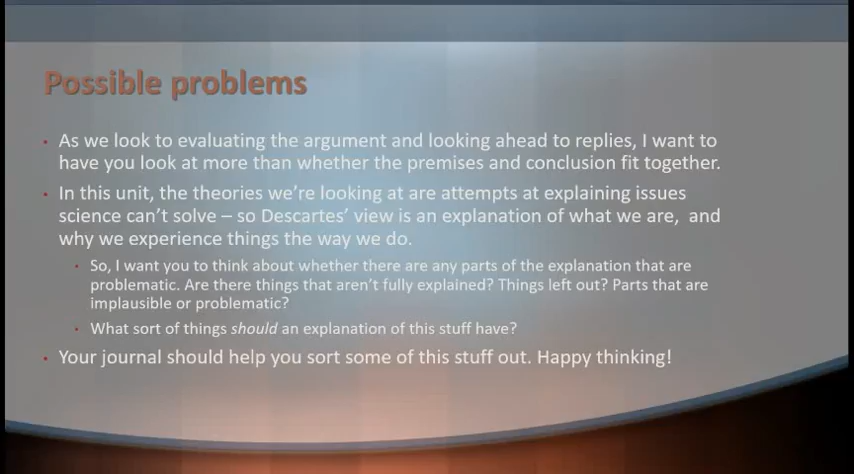 Possible problems
• As we look to evaluating the argument and looking ahead to replies, I want to
have you look at more than whether the premises and conclusion fit together.
• In this unit, the theories we're looking at are attempts at explaining issues
science can't solve – so Descartes' view is an explanation of what we are, and
why we experience things the way we do.
• So, I want you to think about whether there are any parts of the explanation that are
problematic. Are there things that aren't fully explained? Things left out? Parts that are
implausible or problematic?
• What sort of things should an explanation of this stuff have?
• Your journal should help you sort some of this stuff out. Happy thinking!